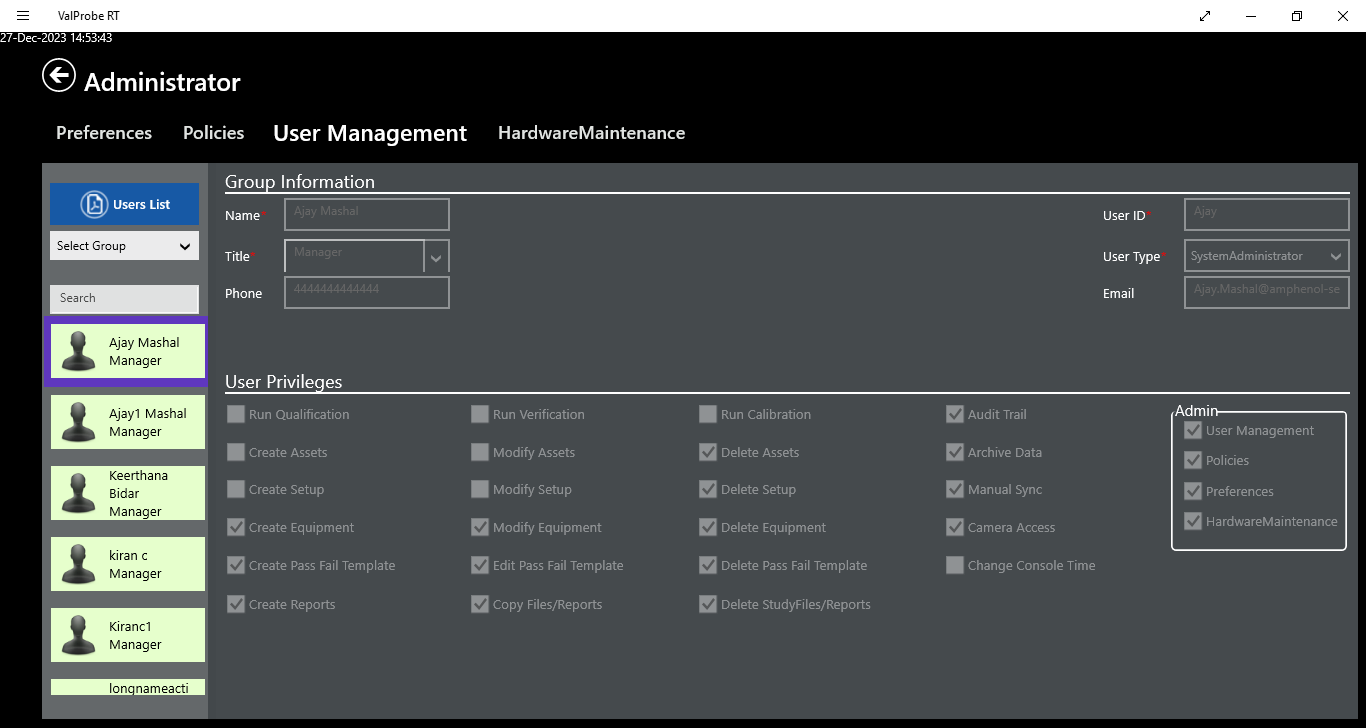 ValProbe RT
27-Dec-2023 14:53:43
Administrator
Preferences Policies User Management HardwareMaintenance
Users List
Select Group
Search
Ajay Mashal
Manager
Ajay1 Mashal
Manager
Keerthana
Bidar
Manager
kiran c
Manager
Kiranc1
Manager
longnameacti
Group Information
Name* Ajay Mashal User ID* Ajay
Title* Manager User Type* SystemAdministrator
Phone 4444444444444 Email Ajay.Mashal@amphenol-se
User Privileges
Run Qualification Run Verification Run Calibration Audit Trail
Create Assets Modify Assets Delete Assets Archive Data
Create Setup Modify Setup Delete Setup Manual Sync
Create Equipment Modify Equipment Delete Equipment Camera Access
Create Pass Fail Template Edit Pass Fail Template Delete Pass Fail Template Change Console Time
Create Reports Copy Files/Reports Delete StudyFiles/Reports
Admin
User Management
Policies
Preferences
HardwareMaintenance